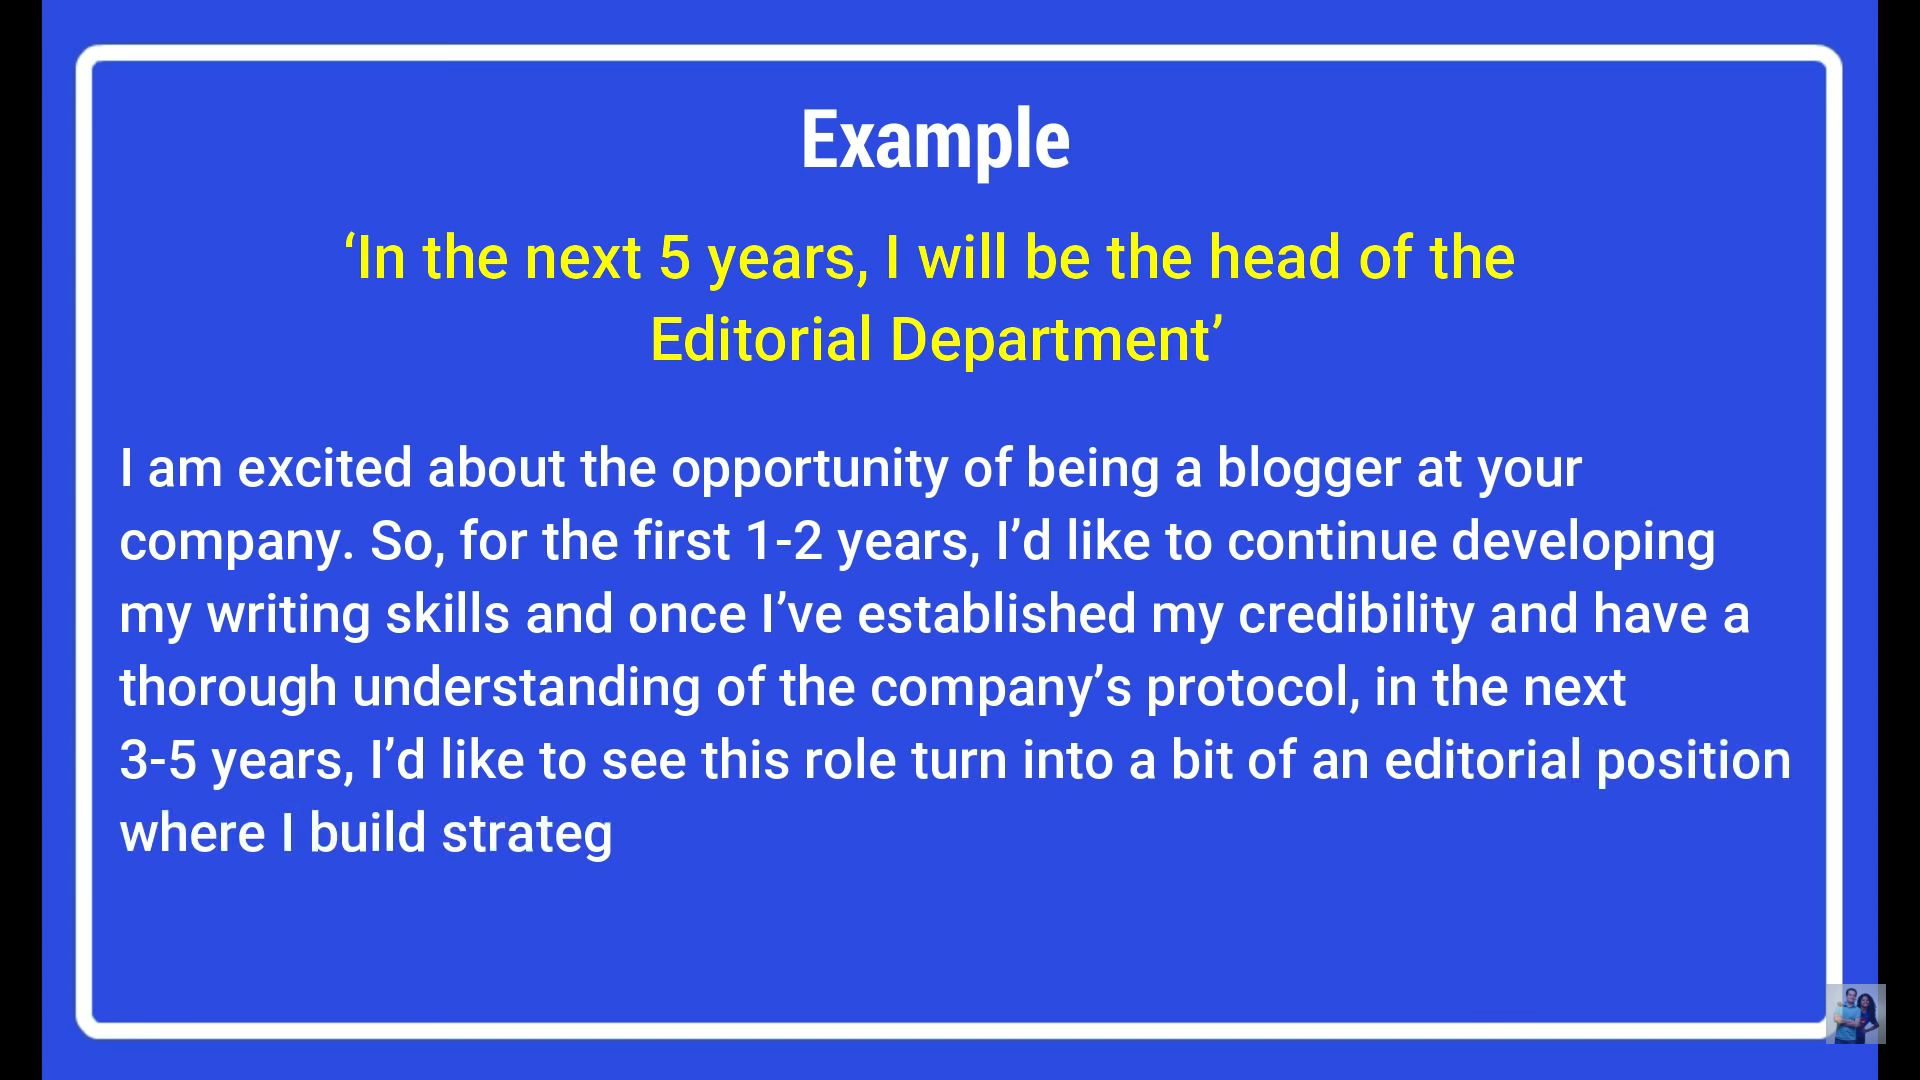 Example
‘In the next 5 years, I will be the head of the
Editorial Department’
I am excited about the opportunity of being a blogger at your
company. So, for the first 1-2 years, I’d like to continue developing
my writing skills and once I’ve established my credibility and have a
thorough understanding of the company’s protocol, in the next
3-5 years, I’d like to see this role turn into a bit of an editorial position
where I build strateg